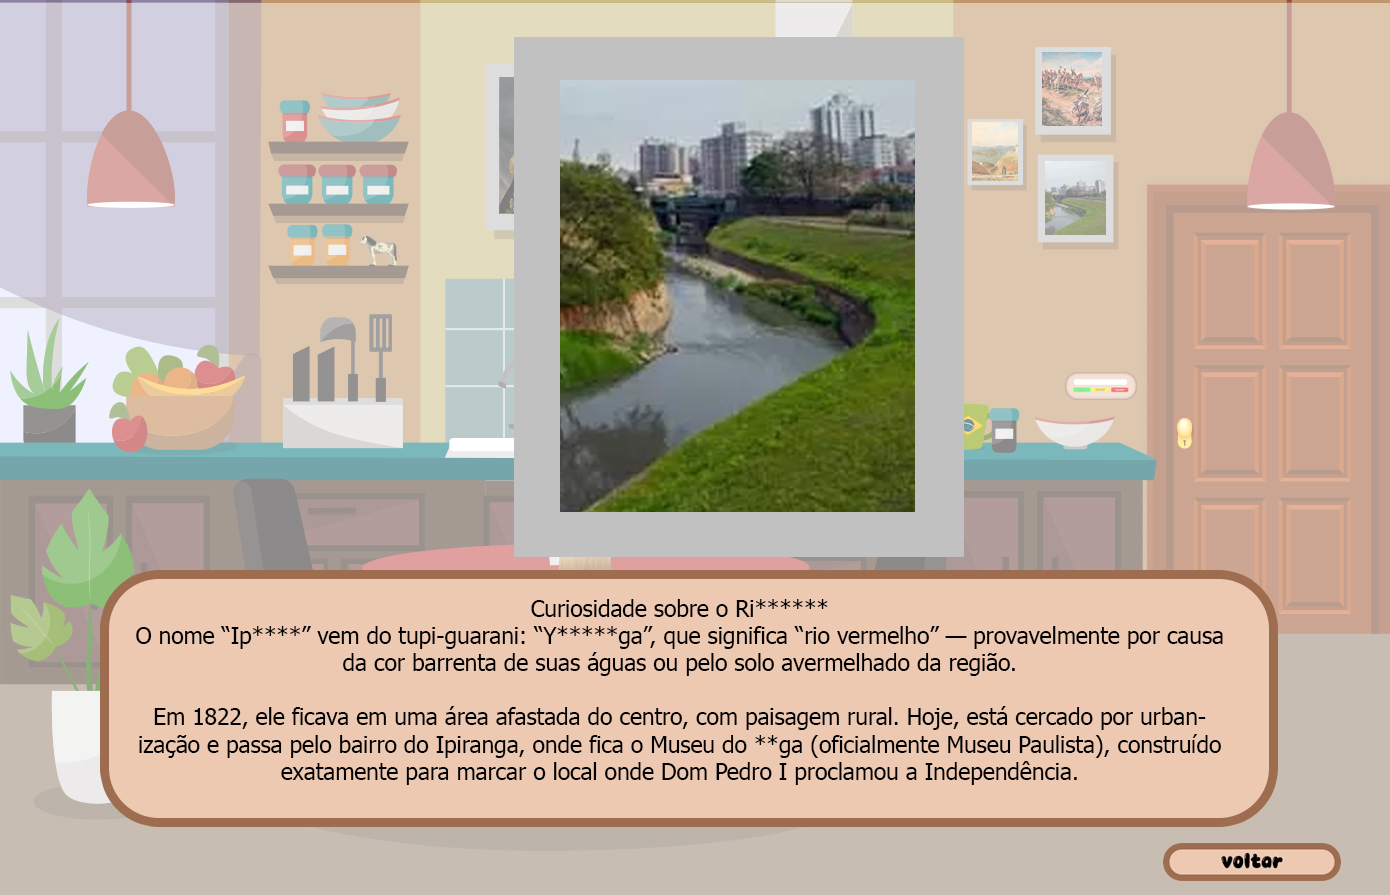 Curiosidade sobre o Ri******
O nome “Ip****” vem do tupi-guarani: “Y*****ga”, que significa “rio vermelho” — provavelmente por causa
da cor barrenta de suas águas ou pelo solo avermelhado da região.
Em 1822, ele ficava em uma área afastada do centro, com paisagem rural. Hoje, está cercado por urban-
ização e passa pelo bairro do Ipiranga, onde fica o Museu do **ga (oficialmente Museu Paulista), construído
exatamente para marcar o local onde Dom Pedro I proclamou a Independência.
voltar